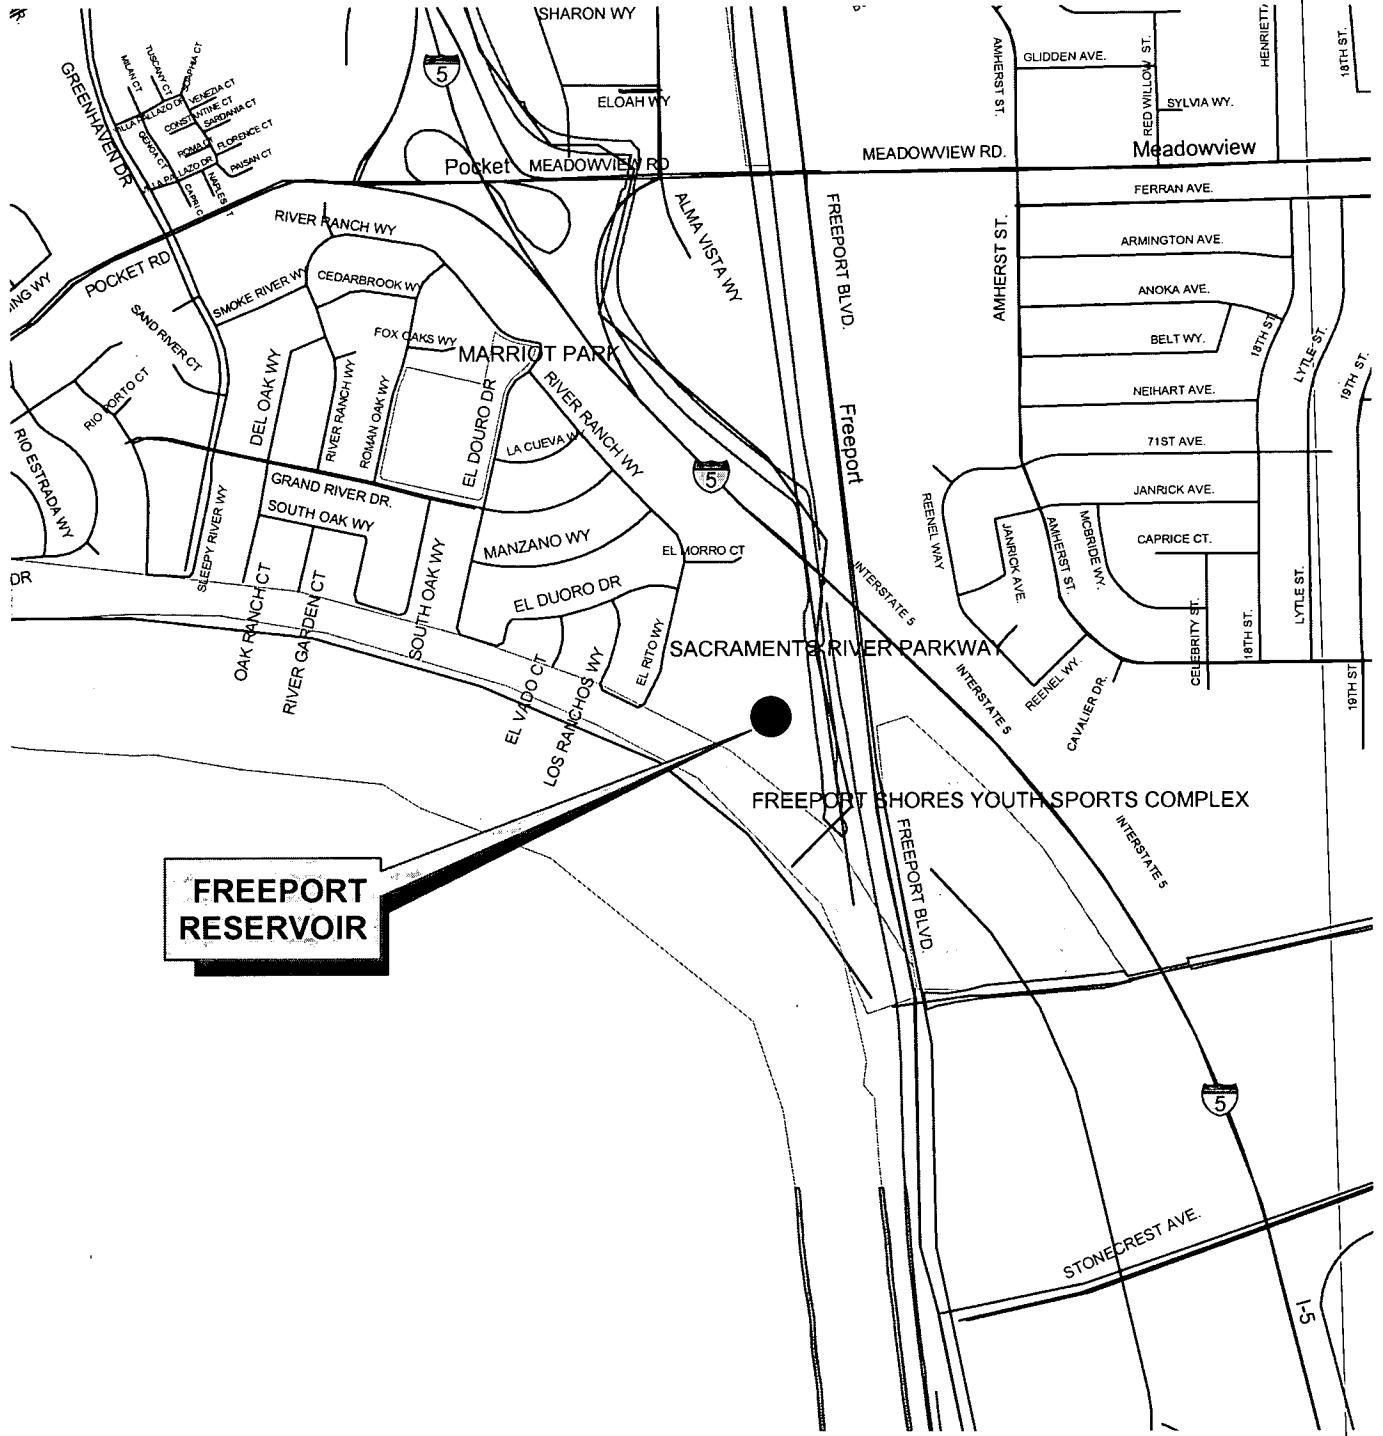 SHARON WY
GLIDDEN AVE.
AMHERST ST.
RED WILLOW ST.
18TH ST.
5
GREENHAVEN DR
MILAN CT
TUSCANY CT
VENEZIA CT
CONSTANTINE CT
SARDANIA CT
ELOAH WY
SYLVIA WY.
GENOA CT
ROMA CT
FLORENCE CT
PAISAN CT
Pocket
MEADOWVIEW RD
MEADOWVIEW RD.
Meadowview
FERRAN AVE.
RIVER RANCH WY
ALMA VISTA WY
FREEPORT BLVD.
AMHERST ST.
ARMINGTON AVE.
POCKET RD
SMOKE RIVER WY
CEDARBROOK WY
ANOKA AVE.
SAND RIVER CT
FOX OAKS WY
MARRIOT PARK
BELT WY.
18TH ST.
LYTLE ST.
19TH ST.
RIO PORTO CT
DEL OAK WY
RIVER RANCH WY
ROMAN OAK WY
EL DOURO DR
RIVER RANCH WY
NEIHART AVE.
Freeport
RIO ESTRADA WY
LA CUEVA WY
71ST AVE.
5
GRAND RIVER DR.
SOUTH OAK WY
JANRICK AVE.
REENEL WAY
JANRICK AVE.
AMHERST ST.
MCBRIDE WY.
SLEEPY RIVER WY
MANZANO WY
EL MORRO CT
CAPRICE CT.
DR
SOUTH OAK WY
EL DUORO DR
INTERSTATE 5
OAK RANCH CT
RIVER GARDEN CT
CELEBRITY ST.
18TH ST.
LYTLE ST.
EL RITO WY
SACRAMENTO RIVER PARKWAY
EL VADO CT
LOS RANCHOS WY
INTERSTATE 5
REENEL WY.
CAVALIER DR.
19TH ST
FREEPORT SHORES YOUTH SPORTS COMPLEX
FREEPORT BLVD.
INTERSTATE 5
FREEPORT
RESERVOIR
5
STONECREST AVE.
I-5